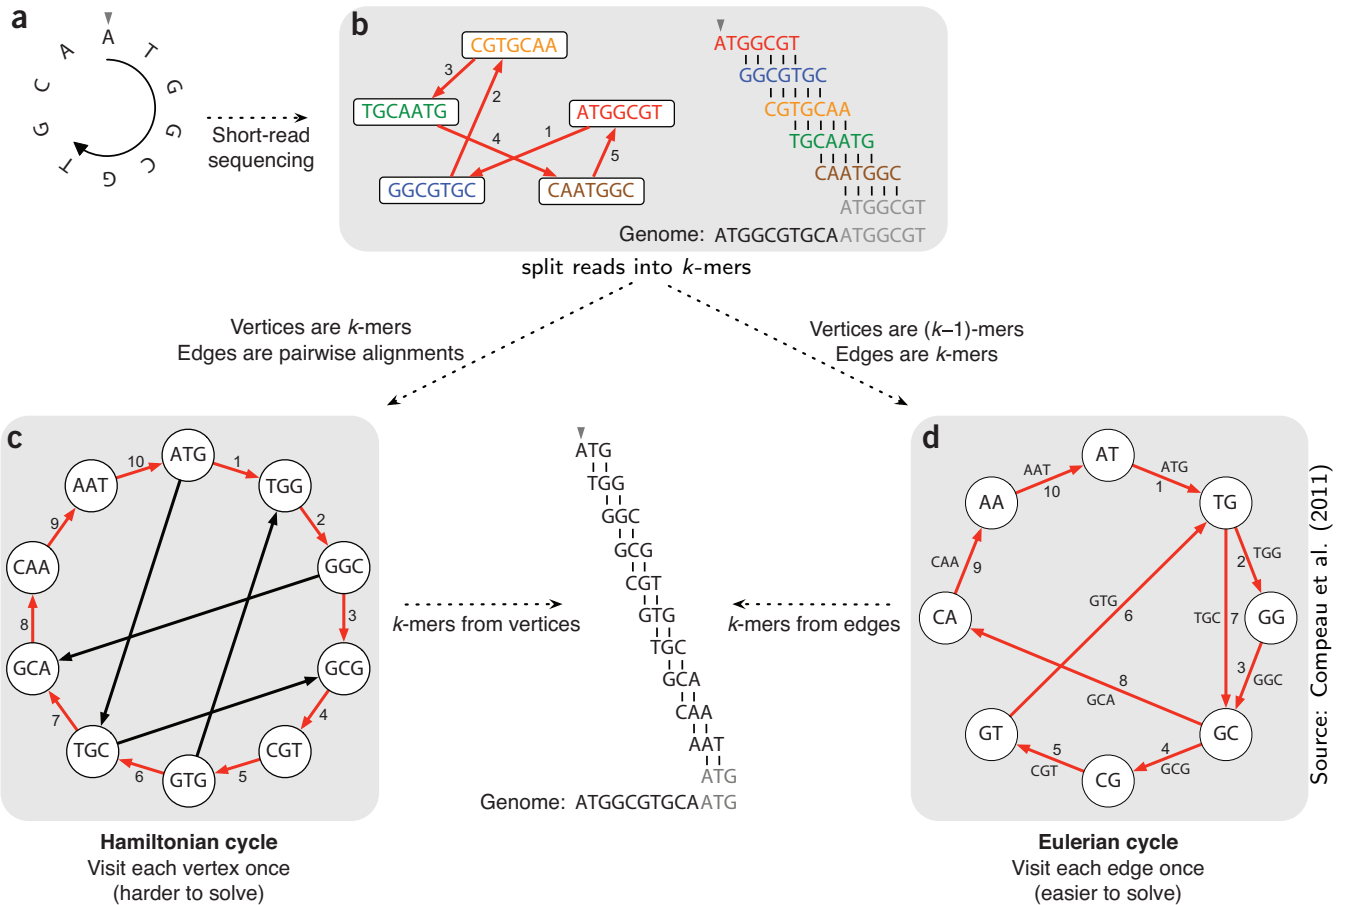 a
A
T
G
G
C
G
T
G
C
A
Short-read
sequencing
b
CGTGCAA
TGCAATG
ATGGCGT
GGCGTGC
CAATGGC
3
2
4
1
5
ATGGCGT
GGCGTGC
CGTGCAA
TGCAATG
CAATGGC
ATGGCGT
Genome: ATGGCGTGCAATGGCGT
split reads into k-mers
Vertices are k-mers
Edges are pairwise alignments
Vertices are (k–1)-mers
Edges are k-mers
c
ATG
TGG
GGC
GCG
CGT
GTG
TGC
GCA
CAA
AAT
1
2
3
4
5
6
7
8
9
10
Hamiltonian cycle
Visit each vertex once
(harder to solve)
k-mers from vertices
ATG
TGG
GGC
GCG
CGT
GTG
TGC
GCA
CAA
AAT
ATG
Genome: ATGGCGTGCAATG
k-mers from edges
d
AT
TG
GG
GC
CG
GT
CA
AA
ATG
1
TGG
2
3
GGC
4
GCG
5
CGT
GTG
6
TGC 7
8
GCA
CAA
9
AAT
10
Eulerian cycle
Visit each edge once
(easier to solve)
Source: Compeau et al. (2011)